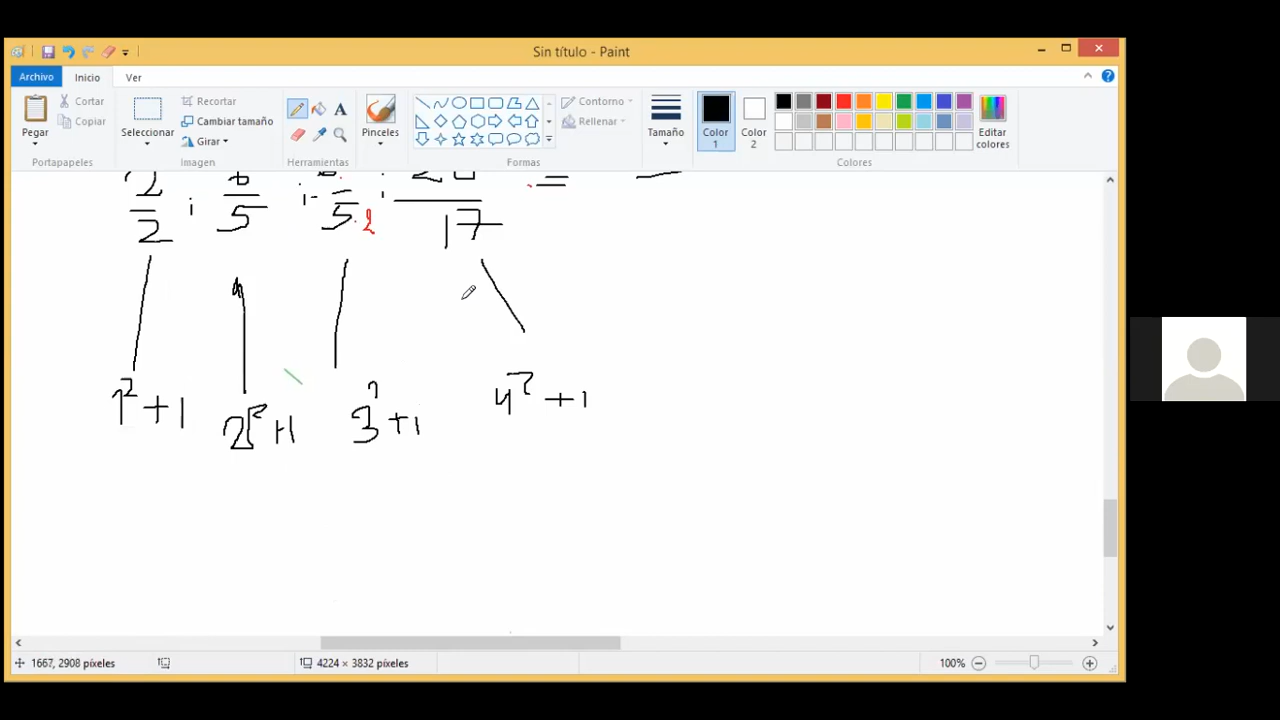 Sin título - Paint
Archivo Inicio Ver
Pegar
Cortar
Copiar
Portapapeles
Seleccionar
Recortar
Cambiar tamaño
Girar
Imagen
A
Herramientas
Pinceles
Contorno
Rellenar
Formas
Tamaño
Color 1
Color 2
Editar colores
Colores
2 5 5.2 17
1² + 1 2² + 1 3² + 1 4² + 1
1667, 2908 píxeles 4224 × 3832 píxeles 100%